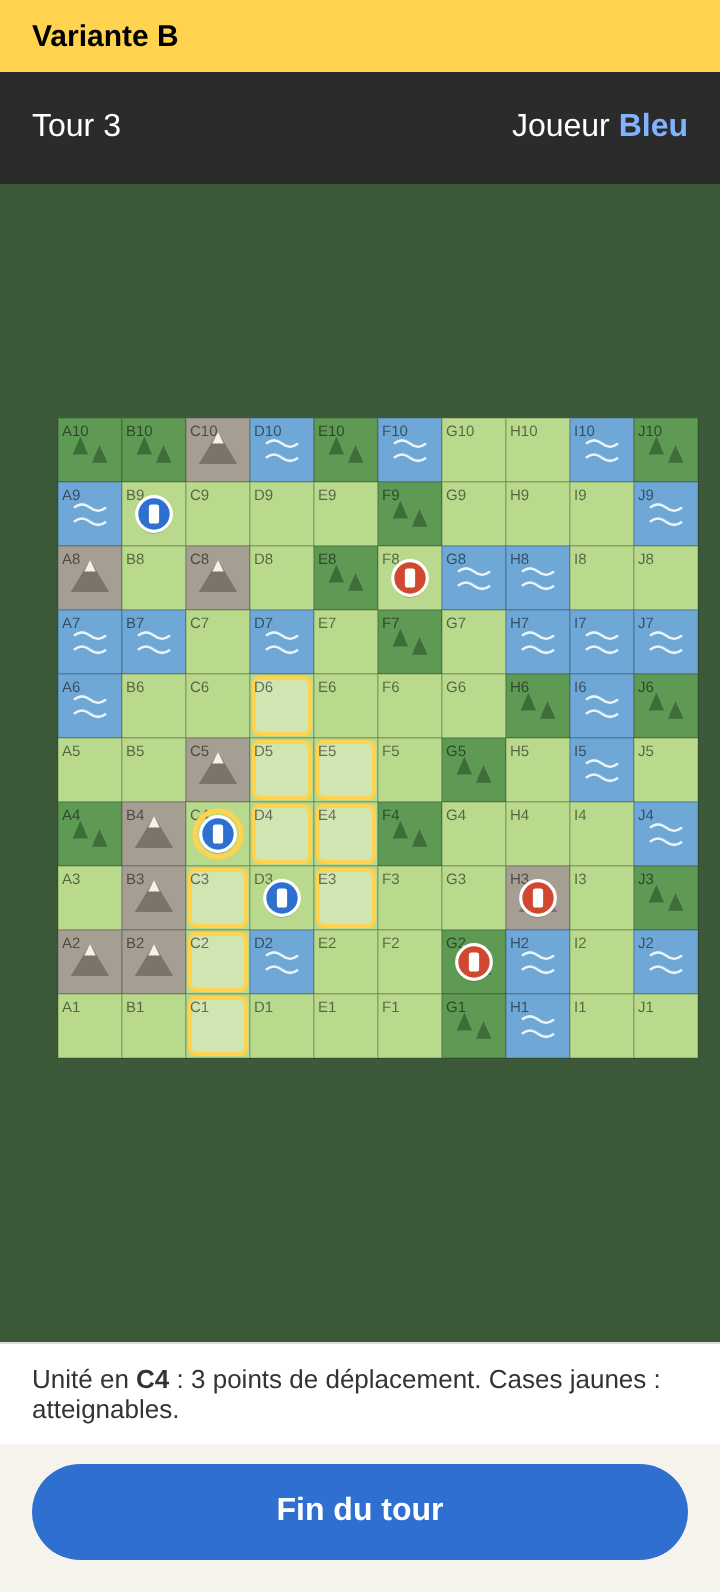 Variante B
Tour 3 Joueur Bleu
A10 B10 C10 D10 E10 F10 G10 H10 I10 J10
A9 B9 C9 D9 E9 F9 G9 H9 I9 J9
A8 B8 C8 D8 E8 F8 G8 H8 I8 J8
A7 B7 C7 D7 E7 F7 G7 H7 I7 J7
A6 B6 C6 D6 E6 F6 G6 H6 I6 J6
A5 B5 C5 D5 E5 F5 G5 H5 I5 J5
A4 B4 C4 D4 E4 F4 G4 H4 I4 J4
A3 B3 C3 D3 E3 F3 G3 H3 I3 J3
A2 B2 C2 D2 E2 F2 G2 H2 I2 J2
A1 B1 C1 D1 E1 F1 G1 H1 I1 J1
Unité en C4 : 3 points de déplacement. Cases jaunes :
atteignables.
Fin du tour